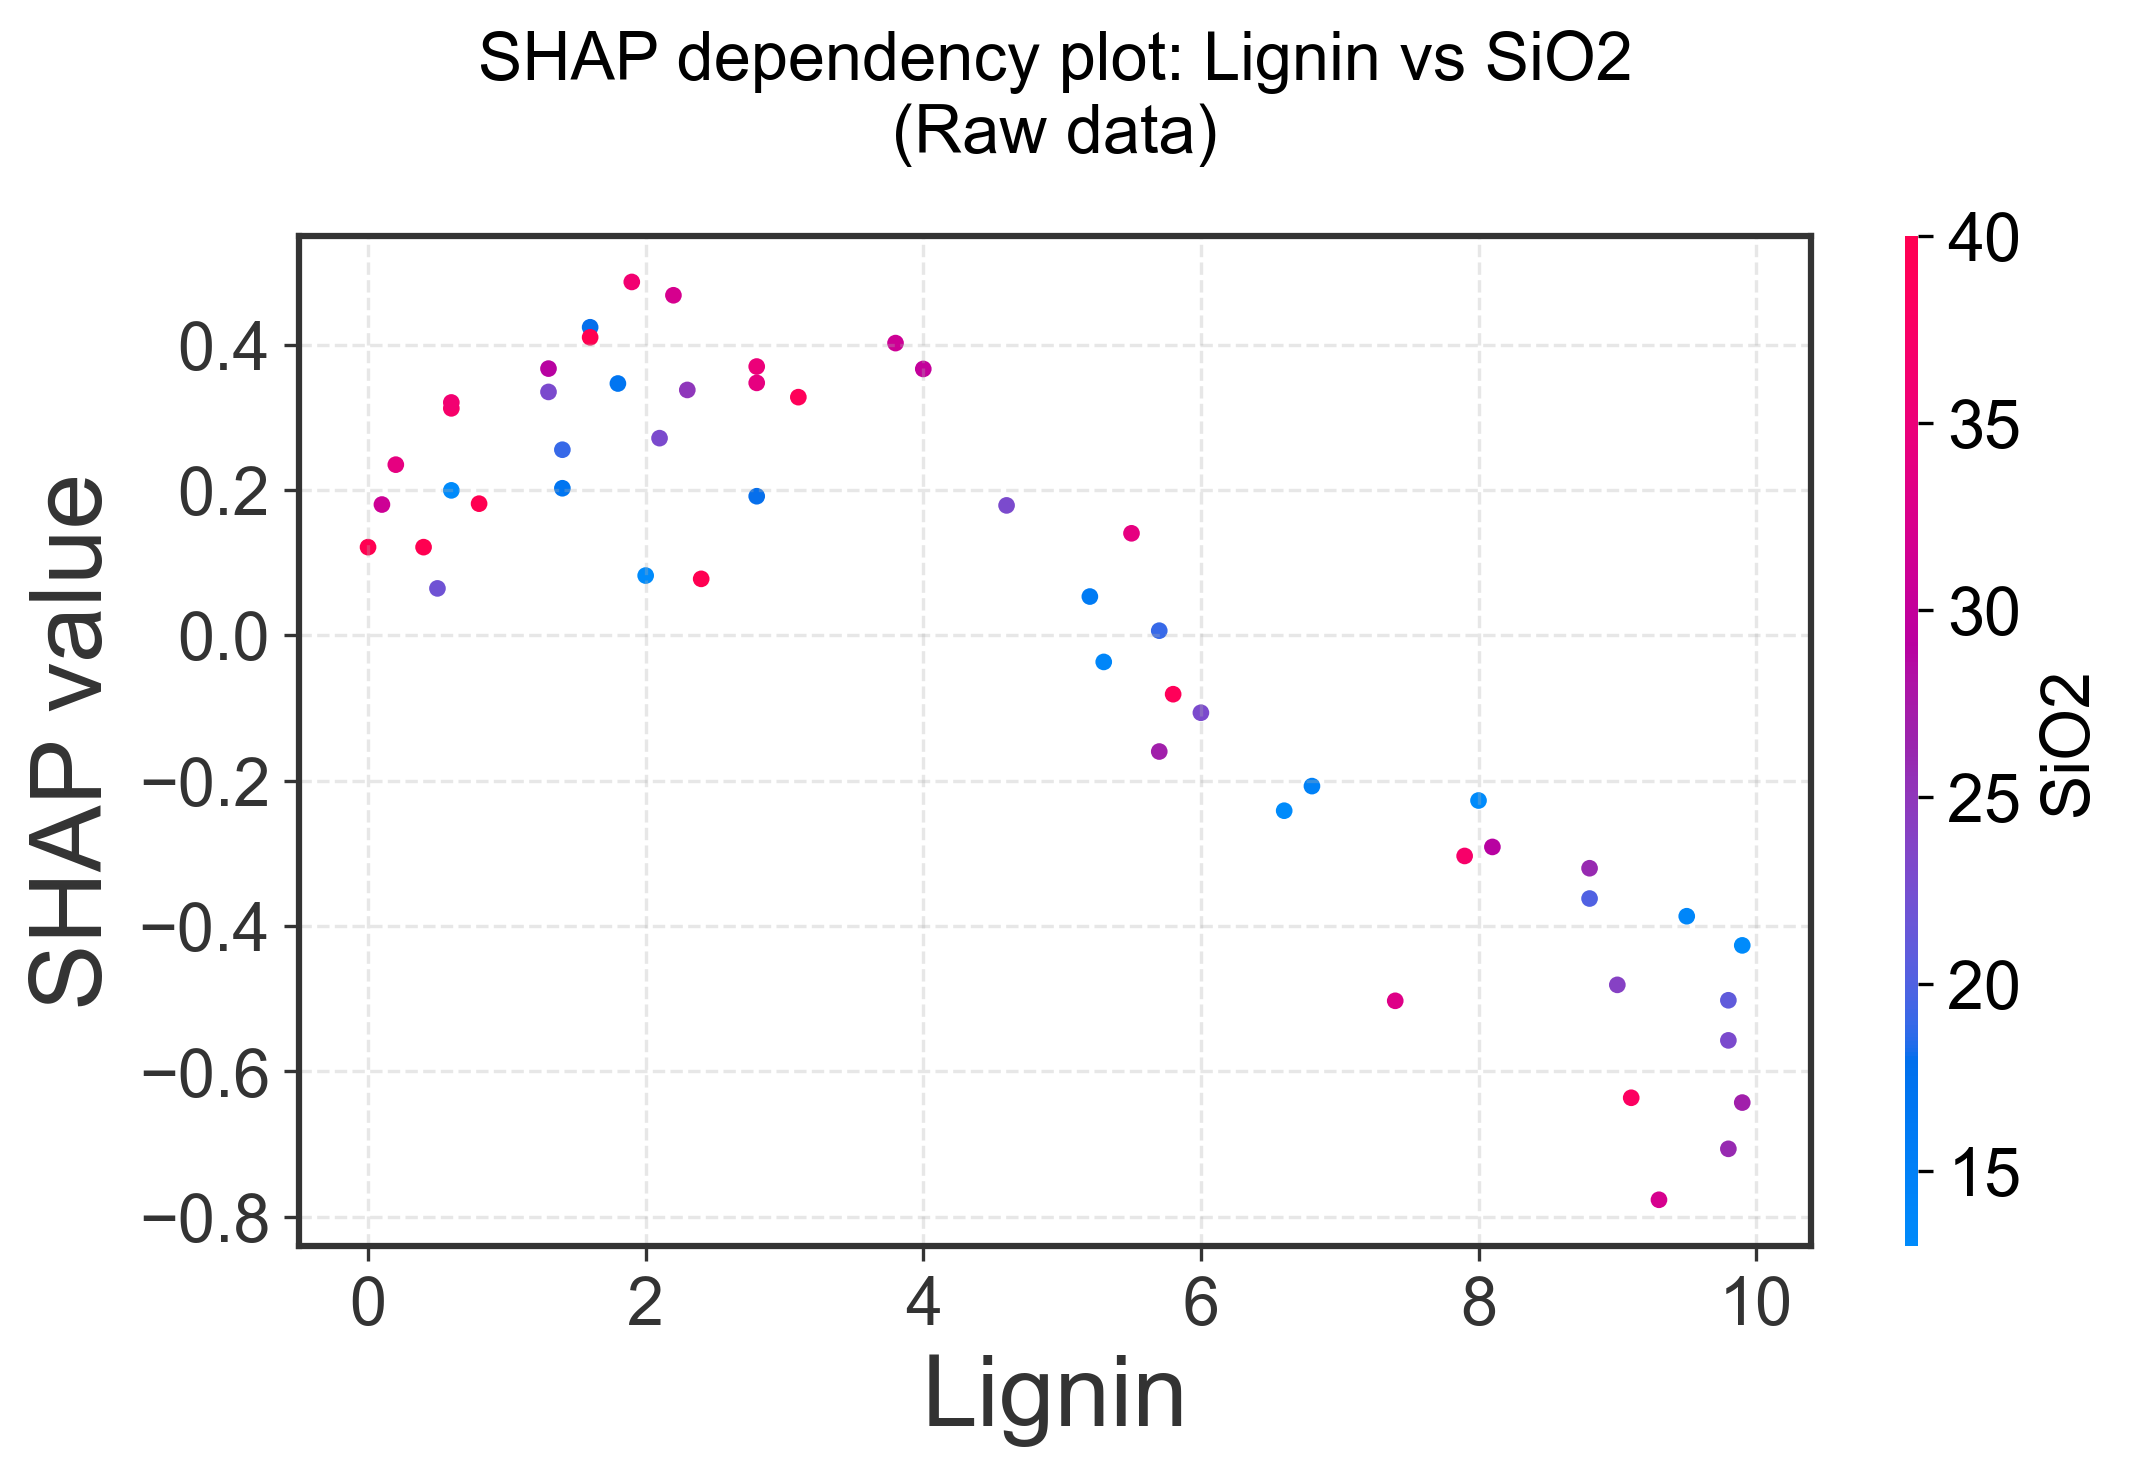 SHAP dependency plot: Lignin vs SiO2
(Raw data)
SHAP value
0.4
0.2
0.0
−0.2
−0.4
−0.6
−0.8
0 2 4 6 8 10
Lignin
40
35
30
25
20
15
SiO2